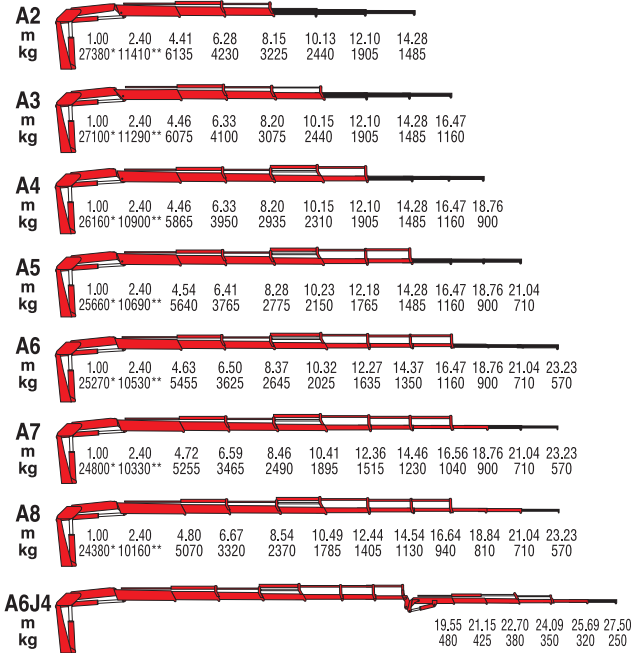 A2
m 1.00 2.40 4.41 6.28 8.15 10.13 12.10 14.28
kg 27380* 11410** 6135 4230 3225 2440 1905 1485
A3
m 1.00 2.40 4.46 6.33 8.20 10.15 12.10 14.28 16.47
kg 27100* 11290** 6075 4100 3075 2440 1905 1485 1160
A4
m 1.00 2.40 4.46 6.33 8.20 10.15 12.10 14.28 16.47 18.76
kg 26160* 10900** 5865 3950 2935 2310 1905 1485 1160 900
A5
m 1.00 2.40 4.54 6.41 8.28 10.23 12.18 14.28 16.47 18.76 21.04
kg 25660* 10690** 5640 3765 2775 2150 1765 1485 1160 900 710
A6
m 1.00 2.40 4.63 6.50 8.37 10.32 12.27 14.37 16.47 18.76 21.04 23.23
kg 25270* 10530** 5455 3625 2645 2025 1635 1350 1160 900 710 570
A7
m 1.00 2.40 4.72 6.59 8.46 10.41 12.36 14.46 16.56 18.76 21.04 23.23
kg 24800* 10330** 5255 3465 2490 1895 1515 1230 1040 900 710 570
A8
m 1.00 2.40 4.80 6.67 8.54 10.49 12.44 14.54 16.64 18.84 21.04 23.23
kg 24380* 10160** 5070 3320 2370 1785 1405 1130 940 810 710 570
A6J4
m 19.55 21.15 22.70 24.09 25.69 27.50
kg 480 425 380 350 320 250